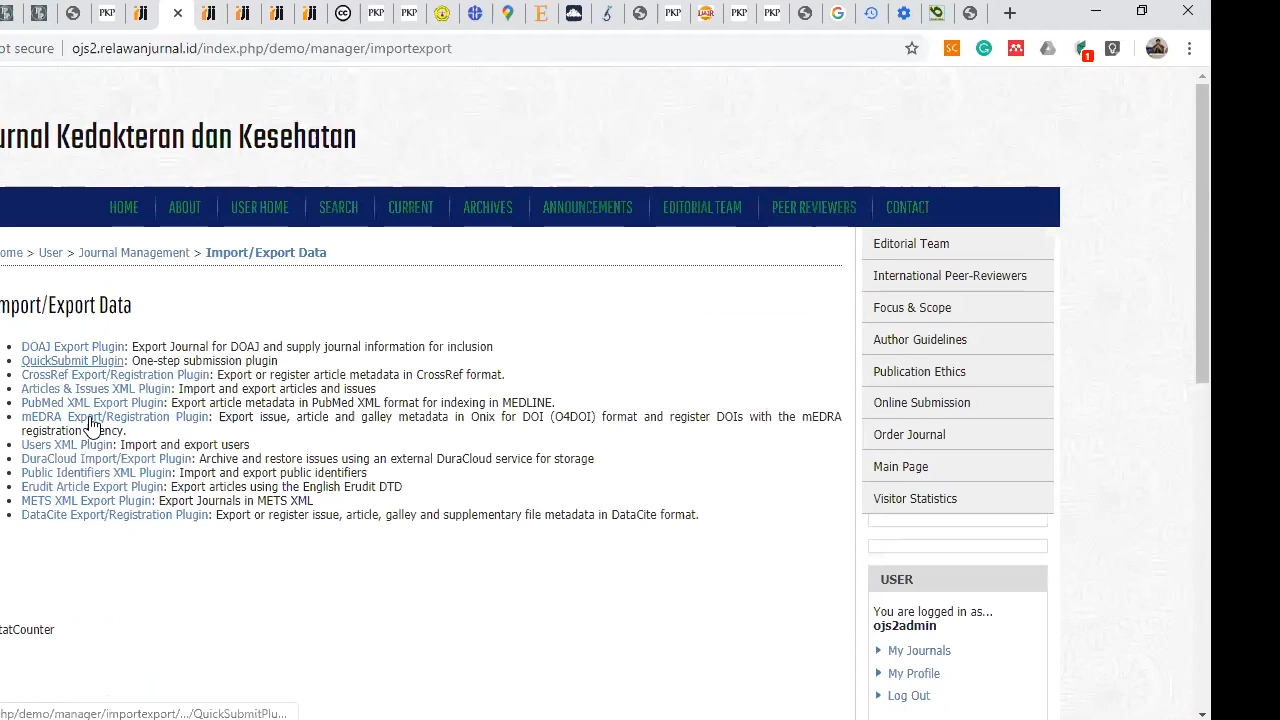 PKP PKP PKP PKP PKP PKP
ot secure ojs2.relawanjurnal.id/index.php/demo/manager/importexport SC 1
urnal Kedokteran dan Kesehatan
HOME ABOUT USER HOME SEARCH CURRENT ARCHIVES ANNOUNCEMENTS EDITORIAL TEAM PEER REVIEWERS CONTACT
ome > User > Journal Management > Import/Export Data
mport/Export Data
DOAJ Export Plugin: Export Journal for DOAJ and supply journal information for inclusion
QuickSubmit Plugin: One-step submission plugin
CrossRef Export/Registration Plugin: Export or register article metadata in CrossRef format.
Articles & Issues XML Plugin: Import and export articles and issues
PubMed XML Export Plugin: Export article metadata in PubMed XML format for indexing in MEDLINE.
mEDRA Export/Registration Plugin: Export issue, article and galley metadata in Onix for DOI (O4DOI) format and register DOIs with the mEDRA
registration ency.
Users XML Plugin: Import and export users
DuraCloud Import/Export Plugin: Archive and restore issues using an external DuraCloud service for storage
Public Identifiers XML Plugin: Import and export public identifiers
Erudit Article Export Plugin: Export articles using the English Erudit DTD
METS XML Export Plugin: Export Journals in METS XML
DataCite Export/Registration Plugin: Export or register issue, article, galley and supplementary file metadata in DataCite format.
tatCounter
Editorial Team
International Peer-Reviewers
Focus & Scope
Author Guidelines
Publication Ethics
Online Submission
Order Journal
Main Page
Visitor Statistics
USER
You are logged in as...
ojs2admin
My Journals
My Profile
Log Out
php/demo/manager/importexport/.../QuickSubmitPlu...